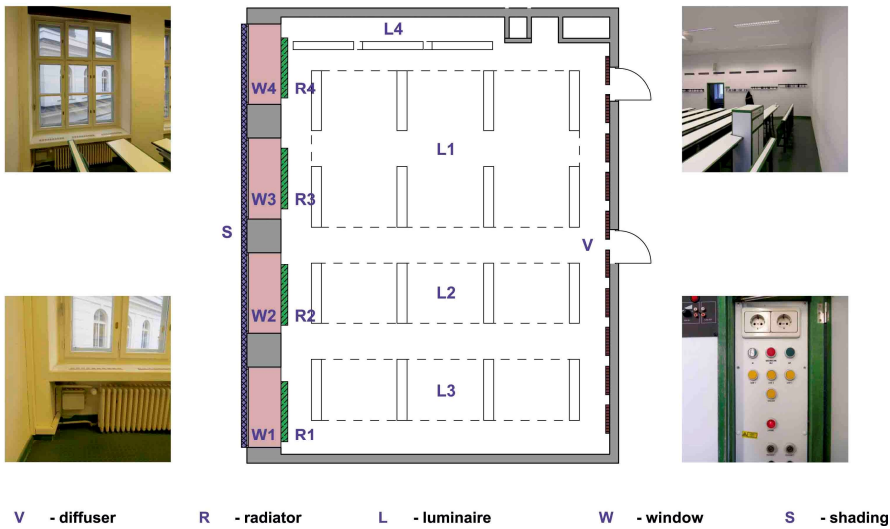 L4
W4 R4
L1
W3 R3
S
V
W2 R2 L2
L3
W1 R1
V - diffuser R - radiator L - luminaire W - window S - shading